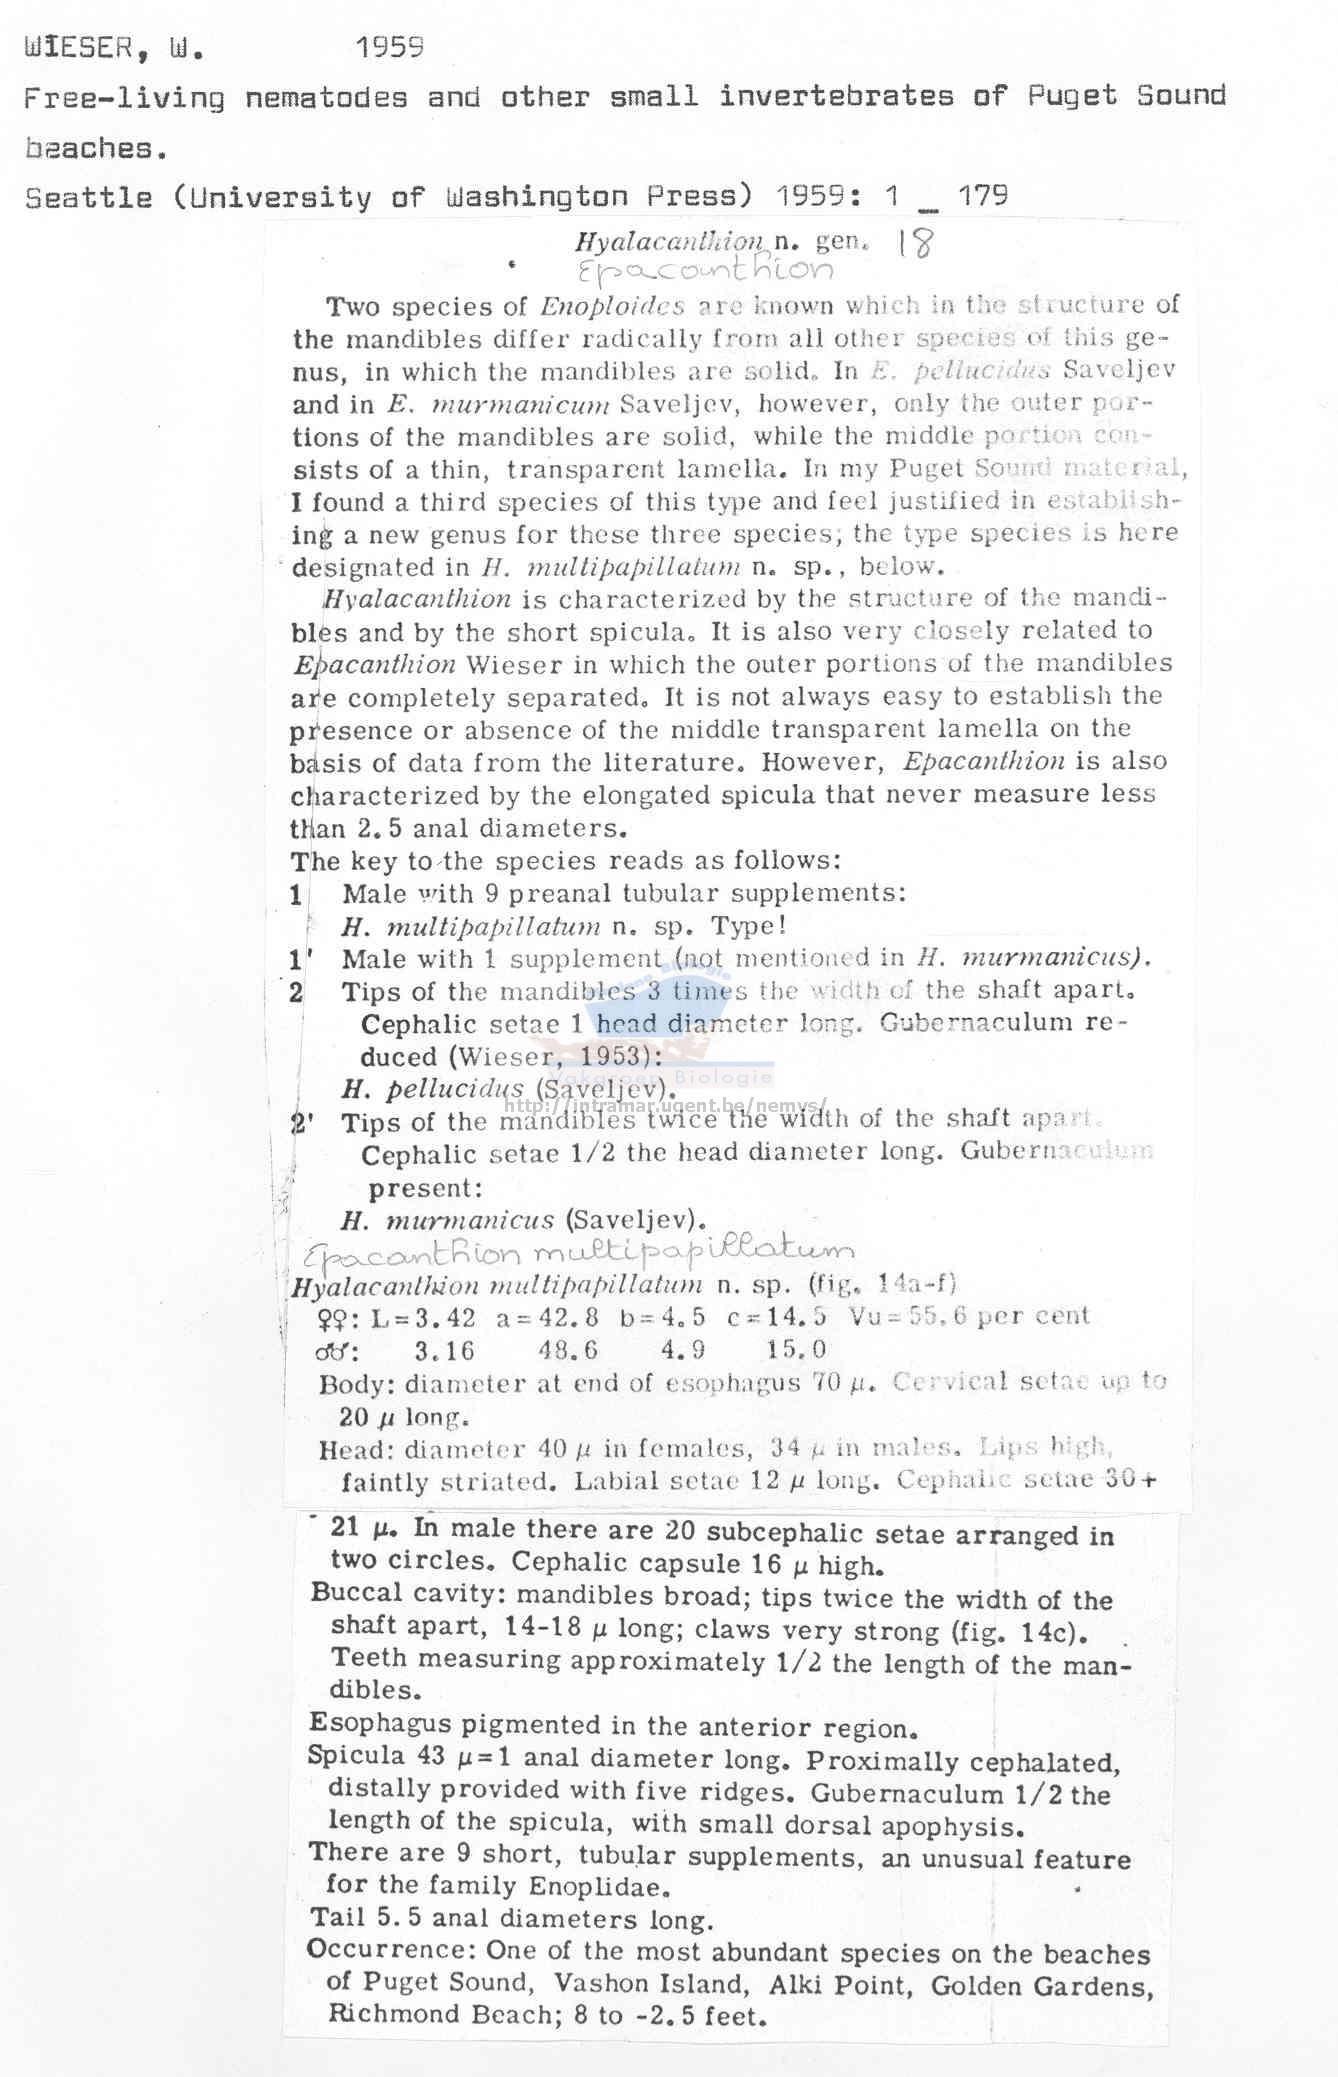 WIESER, W. 1959
Free-living nematodes and other small invertebrates of Puget Sound
beaches.
Seattle (University of Washington Press) 1959: 1 _ 179
Hyalacanthion n. gen. 18
Epacounthion
Two species of Enoploides are known which in the structure of
the mandibles differ radically from all other species of this ge-
nus, in which the mandibles are solid. In E. pellucidus Saveljev
and in E. murmanicum Saveljev, however, only the outer por-
tions of the mandibles are solid, while the middle portion con-
sists of a thin, transparent lamella. In my Puget Sound material,
I found a third species of this type and feel justified in establish-
ing a new genus for these three species; the type species is here
designated in H. multipapillatum n. sp., below.
Hyalacanthion is characterized by the structure of the mandi-
bles and by the short spicula. It is also very closely related to
Epacanthion Wieser in which the outer portions of the mandibles
are completely separated. It is not always easy to establish the
presence or absence of the middle transparent lamella on the
basis of data from the literature. However, Epacanthion is also
characterized by the elongated spicula that never measure less
than 2.5 anal diameters.
The key to the species reads as follows:
1 Male with 9 preanal tubular supplements:
H. multipapillatum n. sp. Type!
1' Male with 1 supplement (not mentioned in H. murmanicus).
2 Tips of the mandibles 3 times the width of the shaft apart.
Cephalic setae 1 head diameter long. Gubernaculum re-
duced (Wieser, 1953):
Vakgroep Biologie
H. pellucidus (Saveljev).
http://intramar.ugent.be/nemys/
2' Tips of the mandibles twice the width of the shaft apart.
Cephalic setae 1/2 the head diameter long. Gubernaculum
present:
H. murmanicus (Saveljev).
Epacanthion multipapillatum
Hyalacanthion multipapillatum n. sp. (fig. 14a-f)
♀♀: L=3.42 a=42.8 b=4.5 c=14.5 Vu=55.6 per cent
♂♂: 3.16 48.6 4.9 15.0
Body: diameter at end of esophagus 70 μ. Cervical setae up to
20 μ long.
Head: diameter 40 μ in females, 34 μ in males. Lips high,
faintly striated. Labial setae 12 μ long. Cephalic setae 30+
21 μ. In male there are 20 subcephalic setae arranged in
two circles. Cephalic capsule 16 μ high.
Buccal cavity: mandibles broad; tips twice the width of the
shaft apart, 14-18 μ long; claws very strong (fig. 14c).
Teeth measuring approximately 1/2 the length of the man-
dibles.
Esophagus pigmented in the anterior region.
Spicula 43 μ=1 anal diameter long. Proximally cephalated,
distally provided with five ridges. Gubernaculum 1/2 the
length of the spicula, with small dorsal apophysis.
There are 9 short, tubular supplements, an unusual feature
for the family Enoplidae.
Tail 5.5 anal diameters long.
Occurrence: One of the most abundant species on the beaches
of Puget Sound, Vashon Island, Alki Point, Golden Gardens,
Richmond Beach; 8 to -2.5 feet.